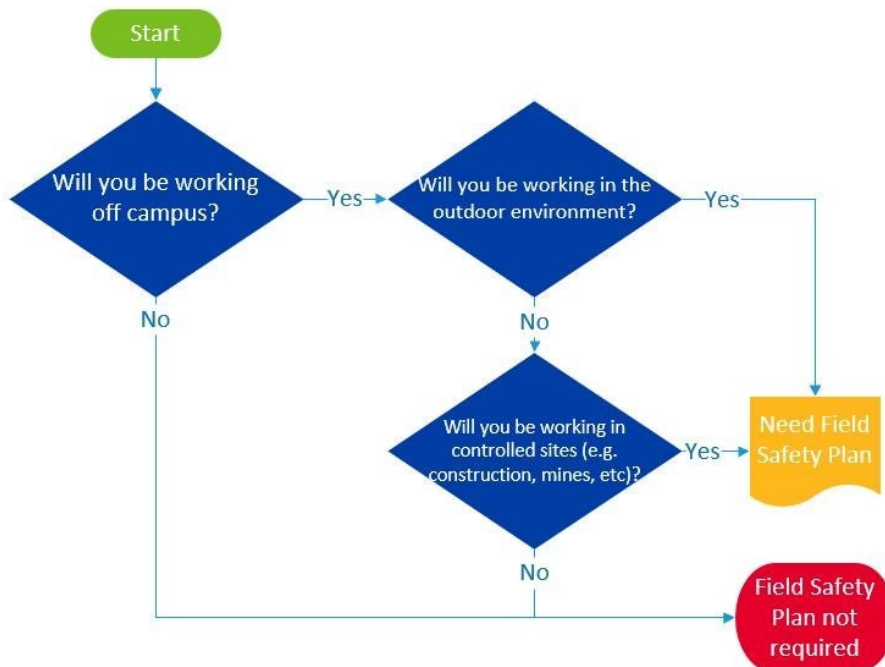 Start
Will you be working
off campus?
Yes
Will you be working in the
outdoor environment?
Yes
No
No
Will you be working in
controlled sites (e.g.
construction, mines, etc)?
Yes
Need Field
Safety Plan
No
Field Safety
Plan not
required